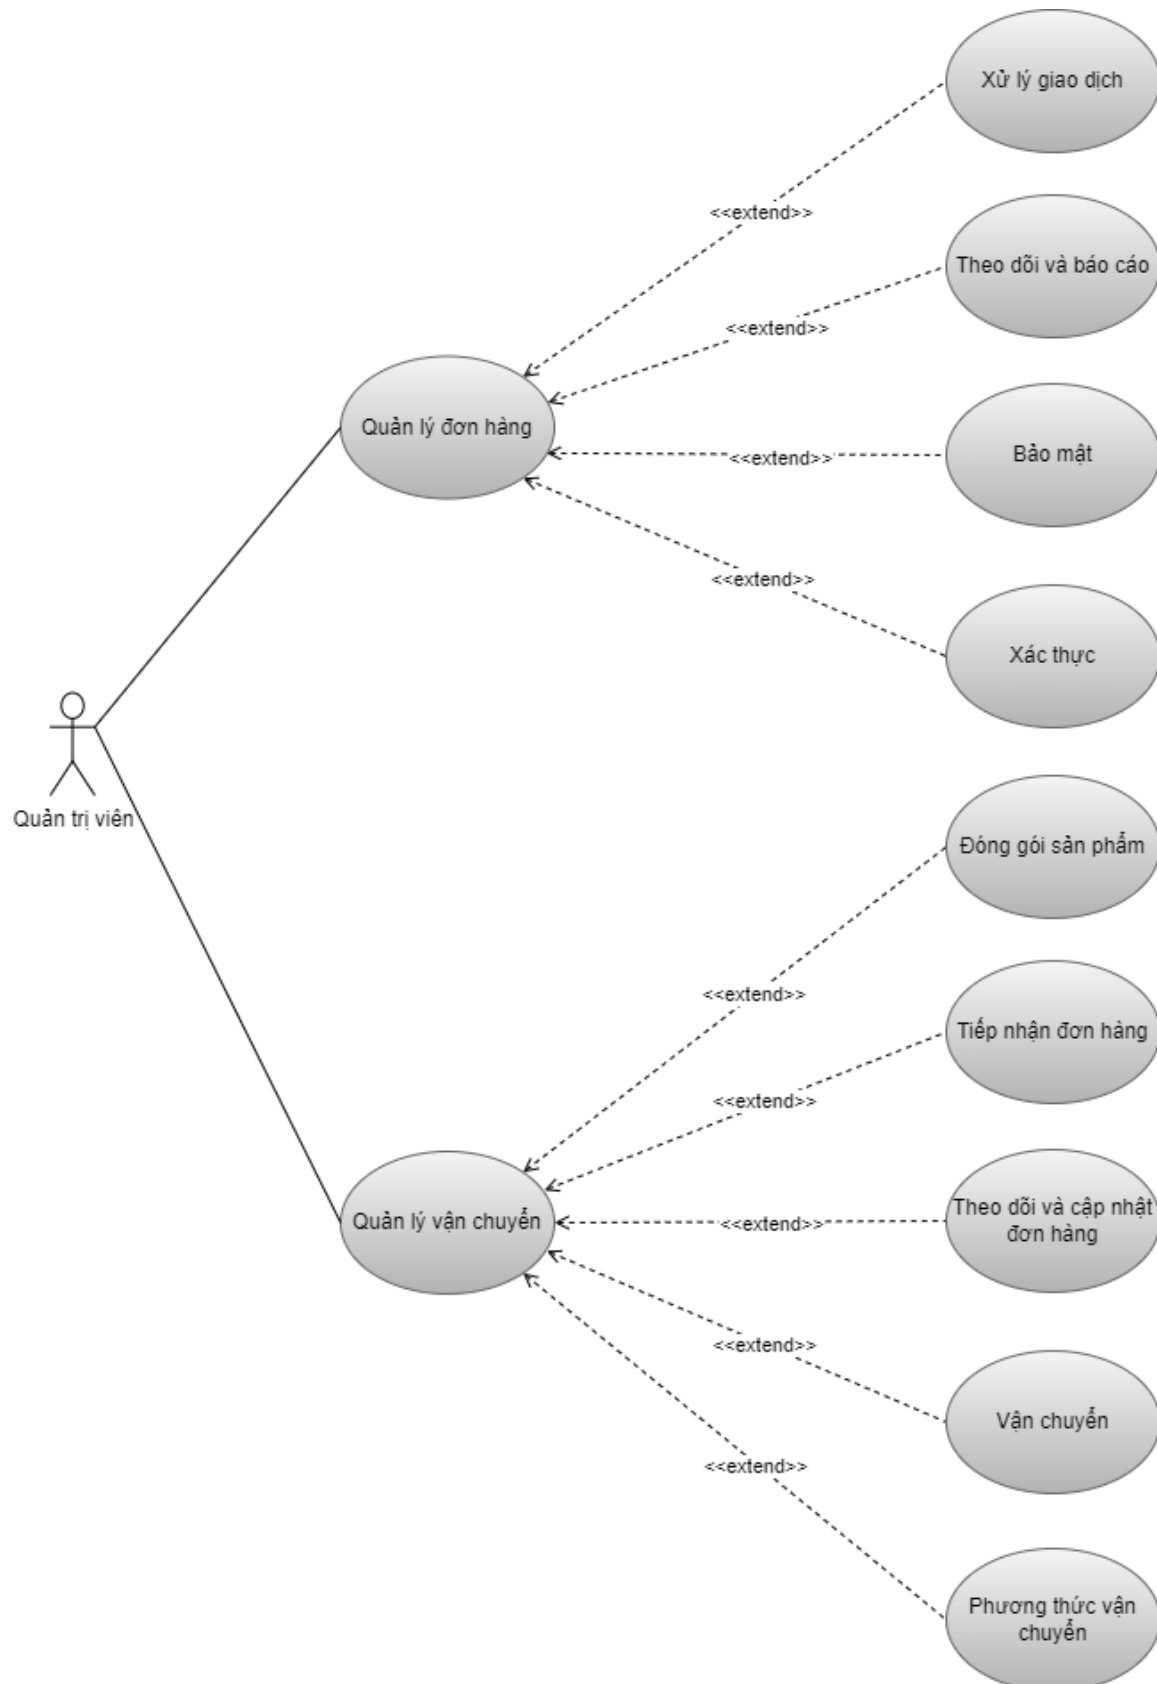 Xử lý giao dịch
<<extend>>
Theo dõi và báo cáo
<<extend>>
Quản lý đơn hàng
Bảo mật
<<extend>>
<<extend>>
Xác thực
Quản trị viên
Đóng gói sản phẩm
<<extend>>
Tiếp nhận đơn hàng
<<extend>>
Theo dõi và cập nhật
đơn hàng
Quản lý vận chuyển
<<extend>>
<<extend>>
Vận chuyển
<<extend>>
Phương thức vận
chuyển